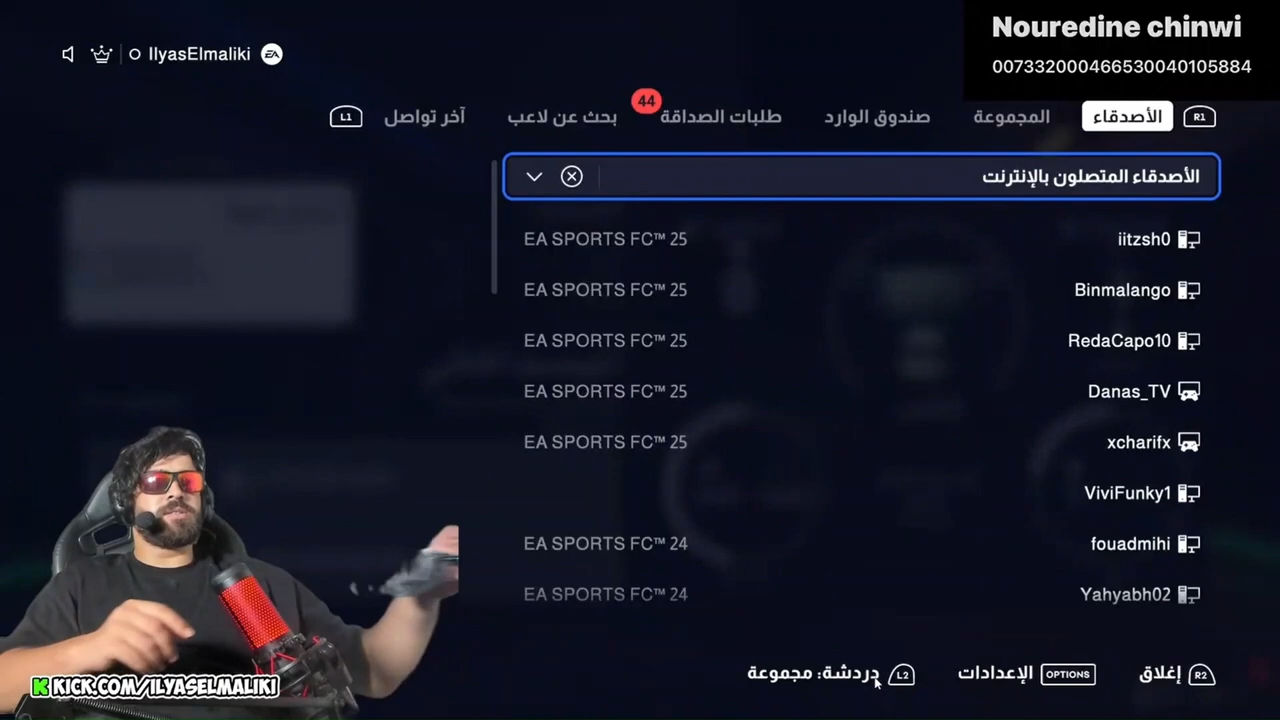 Nouredine chinwi
007332000466530040105884
IlyasElmaliki EA
R1 الأصدقاء المجموعة صندوق الوارد طلبات الصداقة 44 بحث عن لاعب آخر تواصل L1
الأصدقاء المتصلون بالإنترنت
iitzsh0 EA SPORTS FC™ 25
Binmalango EA SPORTS FC™ 25
RedaCapo10 EA SPORTS FC™ 25
Danas_TV EA SPORTS FC™ 25
xcharifx EA SPORTS FC™ 25
ViviFunky1
fouadmihi EA SPORTS FC™ 24
Yahyabh02 EA SPORTS FC™ 24
R2 إغلاق OPTIONS الإعدادات L2 دردشة: مجموعة
K KICK.COM/ILYASELMALIKI